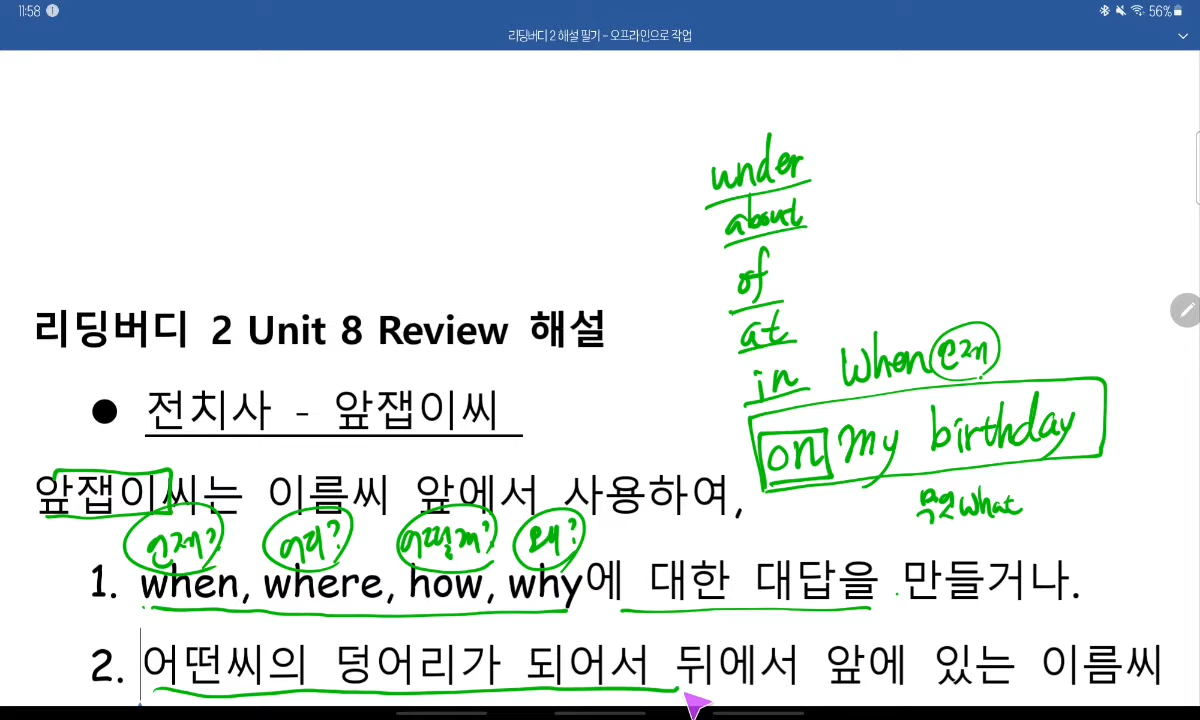 11:58
56%
리딩버디 2 해설 필기 - 오프라인으로 작업
under
about
of
at
in
when 언제
on my birthday
무엇 what
리딩버디 2 Unit 8 Review 해설
● 전치사 - 앞잽이씨
앞잽이씨는 이름씨 앞에서 사용하여,
언제? 어디? 어떻게? 왜?
1. when, where, how, why에 대한 대답을 만들거나.
2. 어떤씨의 덩어리가 되어서 뒤에서 앞에 있는 이름씨